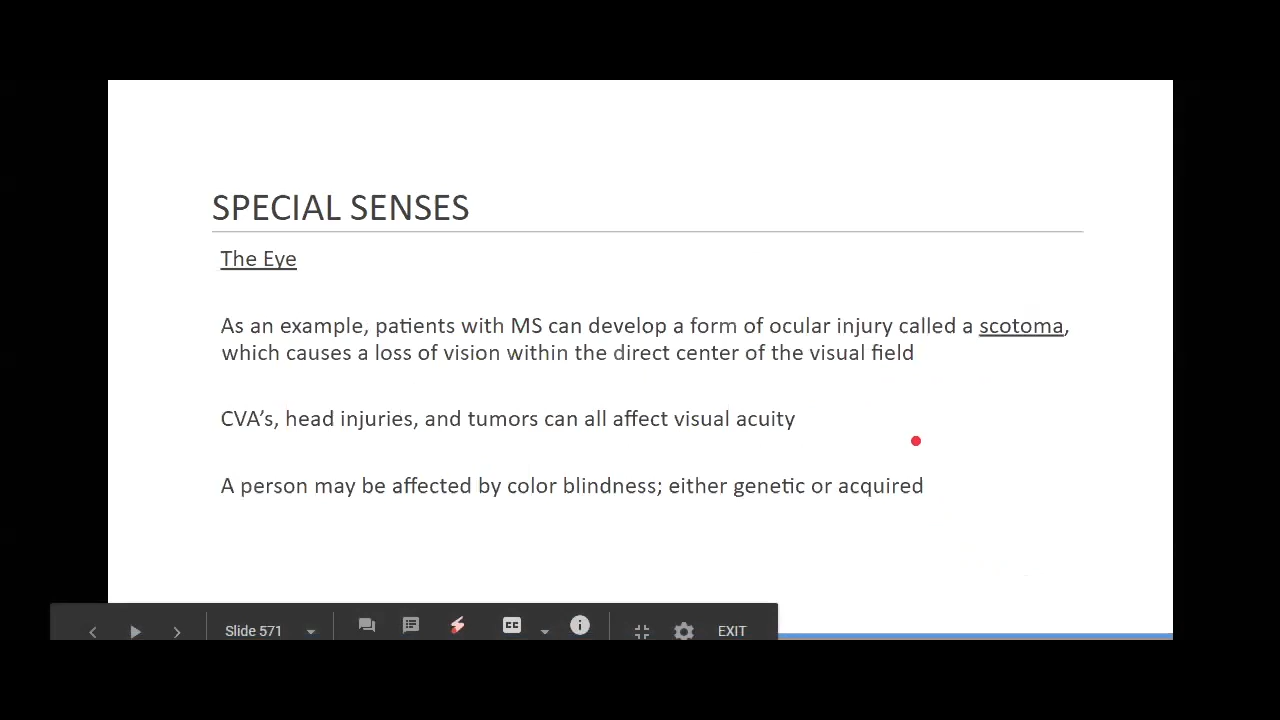 SPECIAL SENSES
The Eye
As an example, patients with MS can develop a form of ocular injury called a scotoma,
which causes a loss of vision within the direct center of the visual field
CVA's, head injuries, and tumors can all affect visual acuity
A person may be affected by color blindness; either genetic or acquired
Slide 571 CC EXIT